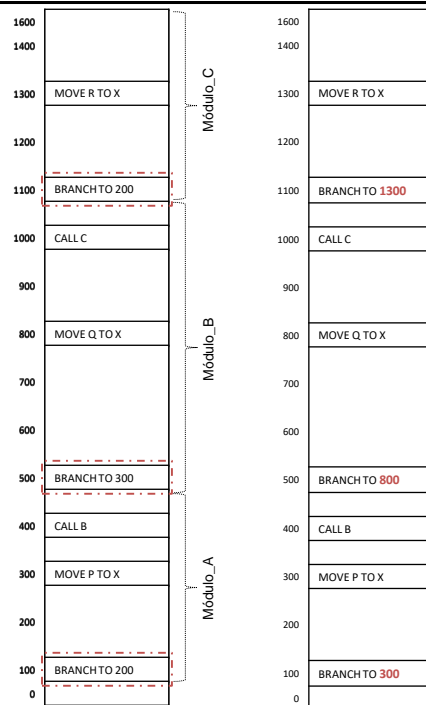 1600
1400
1300 MOVE R TO X
1200
1100 BRANCH TO 200
1000 CALL C
900
800 MOVE Q TO X
700
600
500 BRANCH TO 300
400 CALL B
300 MOVE P TO X
200
100 BRANCH TO 200
0
Módulo_C
Módulo_B
Módulo_A
1600
1400
1300 MOVE R TO X
1200
1100 BRANCH TO 1300
1000 CALL C
900
800 MOVE Q TO X
700
600
500 BRANCH TO 800
400 CALL B
300 MOVE P TO X
200
100 BRANCH TO 300
0